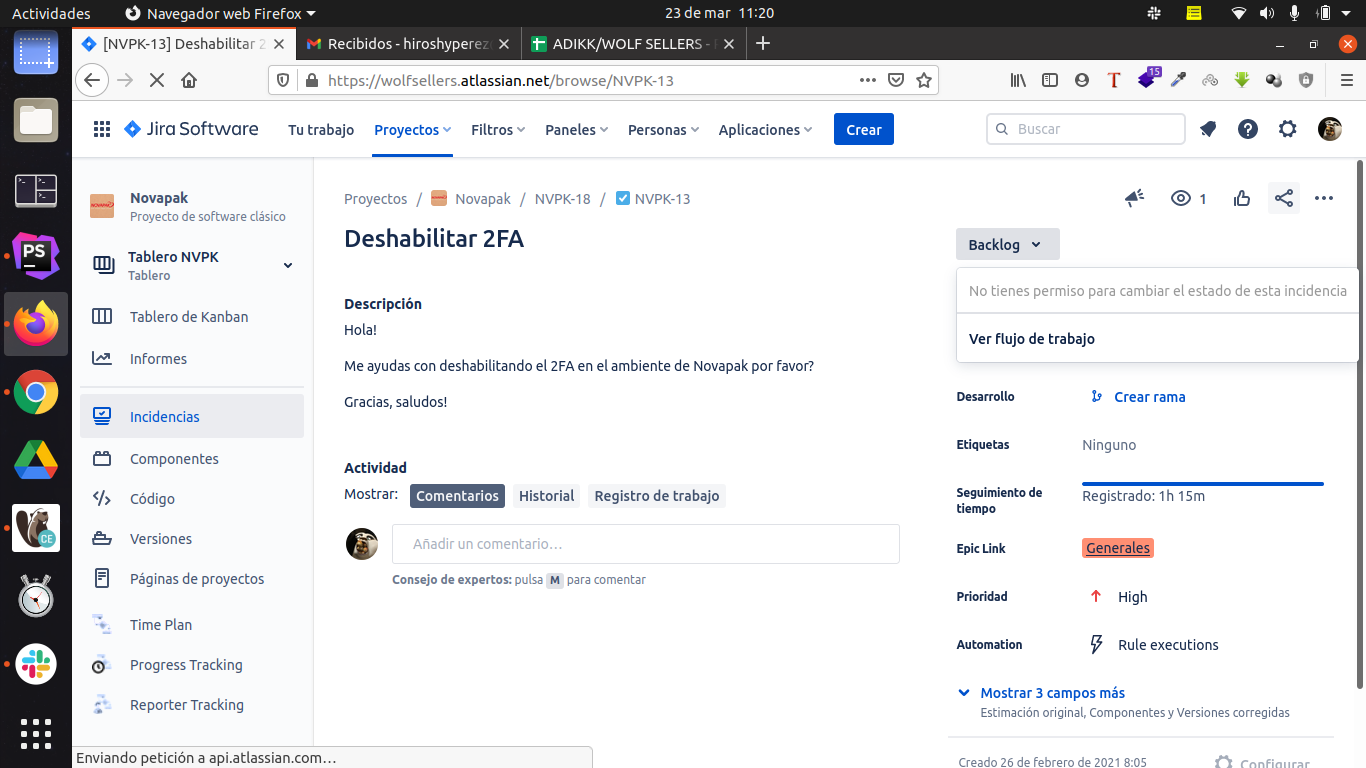 Actividades
Navegador web Firefox
23 de mar 11:20
[NVPK-13] Deshabilitar 2
Recibidos - hiroshyperez
ADIKK/WOLF SELLERS -
https://wolfsellers.atlassian.net/browse/NVPK-13
15
Jira Software
Tu trabajo
Proyectos
Filtros
Paneles
Personas
Aplicaciones
Crear
Buscar
Novapak
Proyecto de software clásico
Tablero NVPK
Tablero
Tablero de Kanban
Informes
Incidencias
Componentes
Código
Versiones
Páginas de proyectos
Time Plan
Progress Tracking
Reporter Tracking
Proyectos / Novapak / NVPK-18 / NVPK-13
1
Deshabilitar 2FA
Descripción
Hola!
Me ayudas con deshabilitando el 2FA en el ambiente de Novapak por favor?
Gracias, saludos!
Actividad
Mostrar: Comentarios Historial Registro de trabajo
Añadir un comentario…
Consejo de expertos: pulsa M para comentar
Backlog
No tienes permiso para cambiar el estado de esta incidencia
Ver flujo de trabajo
Desarrollo
Crear rama
Etiquetas
Ninguno
Seguimiento de
tiempo
Registrado: 1h 15m
Epic Link
Generales
Prioridad
High
Automation
Rule executions
Mostrar 3 campos más
Estimación original, Componentes y Versiones corregidas
Creado 26 de febrero de 2021 8:05
Configurar
Enviando petición a api.atlassian.com…
PS
CE